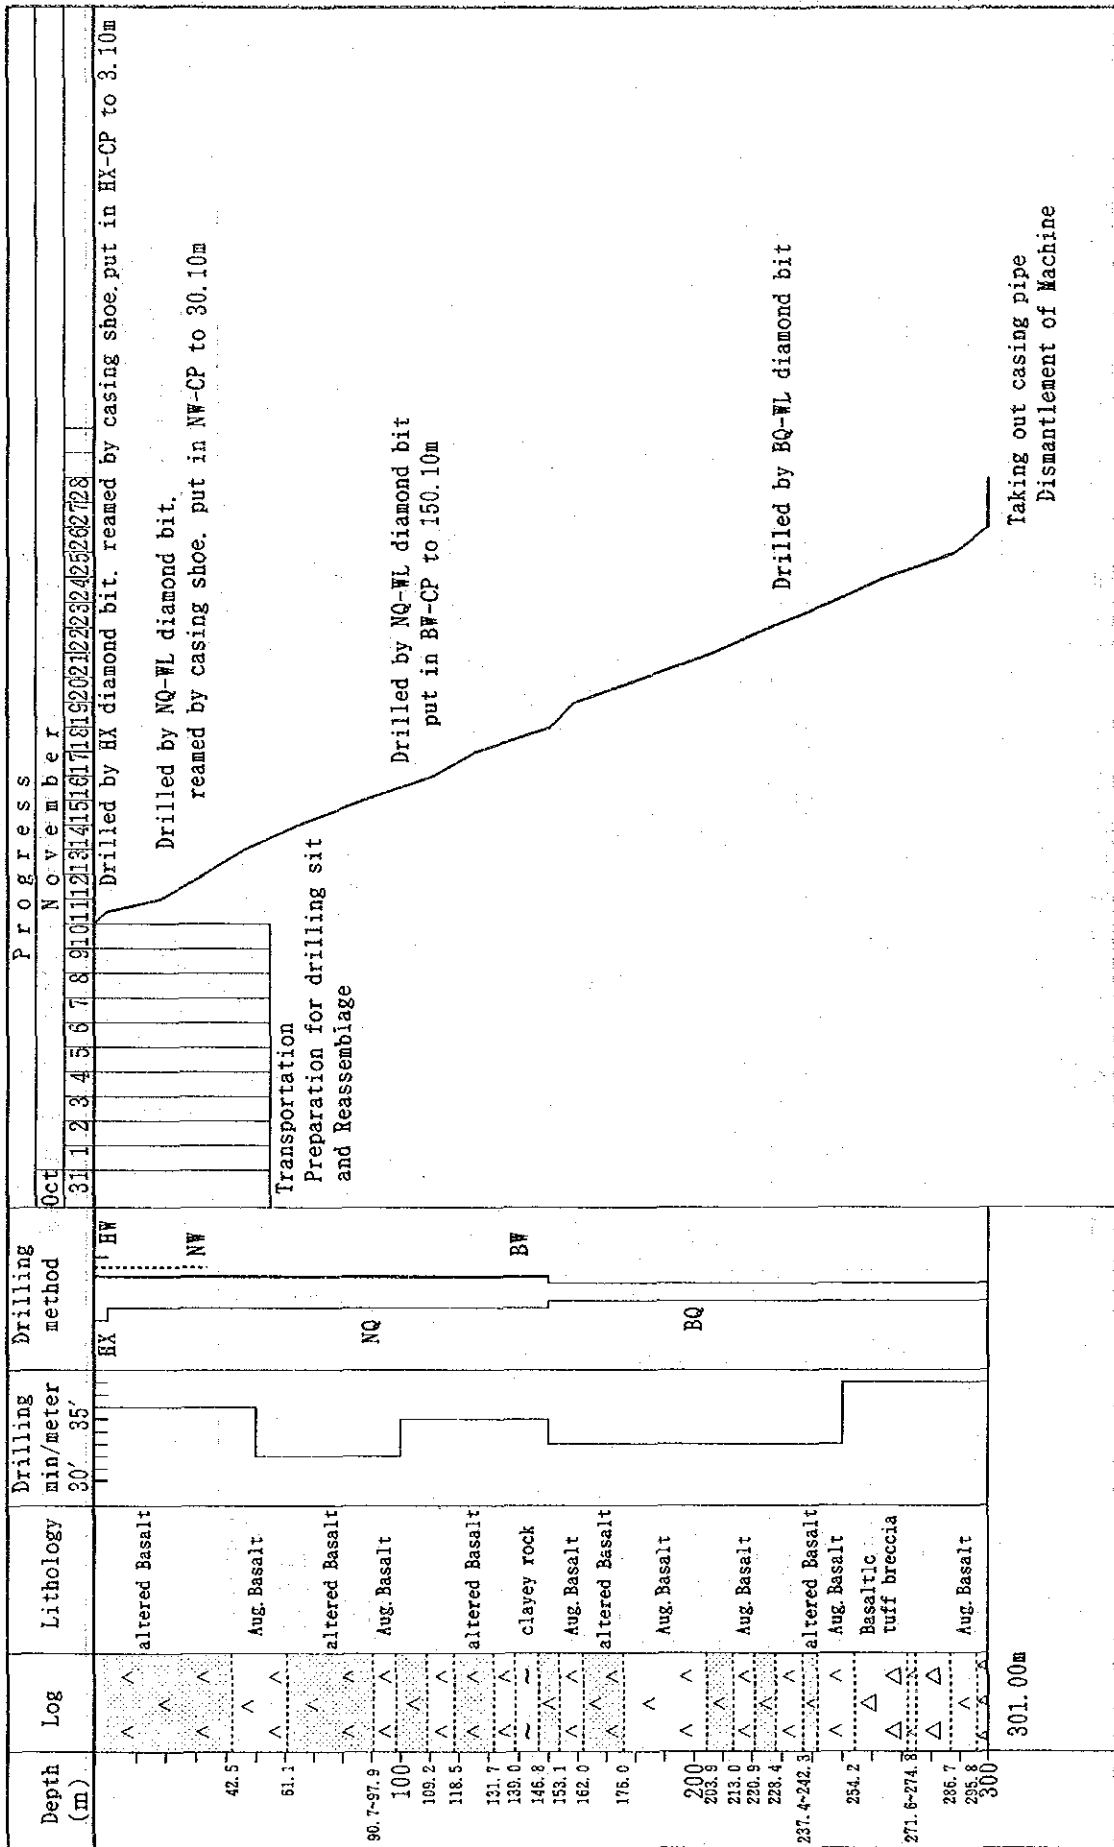 Depth
(m)
Log
Lithology
Drilling
min/meter
30' 35'
Drilling
method
Progress
Oct
November
31 1 2 3 4 5 6 7 8 9 10 11 12 13 14 15 16 17 18 19 20 21 22 23 24 25 26 27 28
42.5
61.1
90.7~97.9
100
109.2
118.5
131.7
139.0
146.8
153.1
162.0
176.0
200
203.9
213.0
220.9
228.4
237.4~242.3
254.2
271.6~274.8
286.7
295.8
300
301.00m
altered Basalt
Aug.Basalt
altered Basalt
Aug.Basalt
altered Basalt
clayey rock
Aug.Basalt
altered Basalt
Aug.Basalt
Aug.Basalt
altered Basalt
Aug.Basalt
Basaltic
tuff breccia
Aug.Basalt
HX
HW
NW
NQ
BW
BQ
Drilled by HX diamond bit. reamed by casing shoe.put in HX-CP to 3.10m
Drilled by NQ-WL diamond bit.
reamed by casing shoe. put in NW-CP to 30.10m
Transportation
Preparation for drilling sit
and Reassemblage
Drilled by NQ-WL diamond bit
put in BW-CP to 150.10m
Drilled by BQ-WL diamond bit
Taking out casing pipe
Dismantlement of Machine